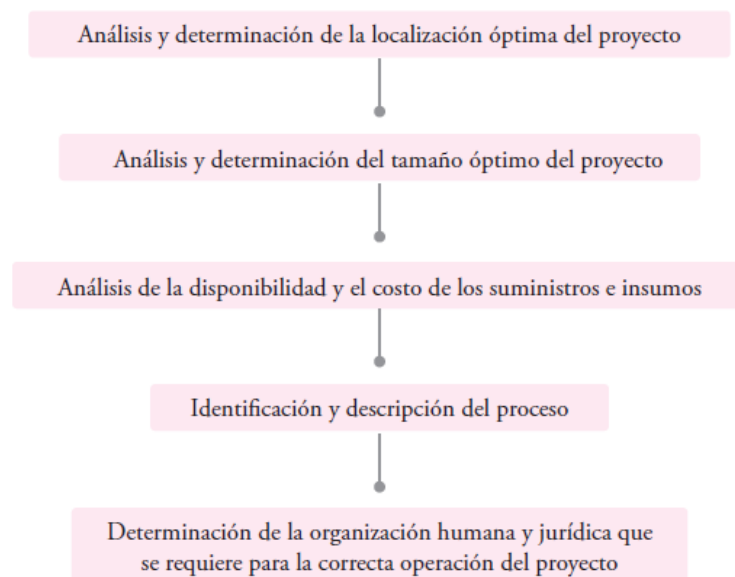 Análisis y determinación de la localización óptima del proyecto
Análisis y determinación del tamaño óptimo del proyecto
Análisis de la disponibilidad y el costo de los suministros e insumos
Identificación y descripción del proceso
Determinación de la organización humana y jurídica que
se requiere para la correcta operación del proyecto